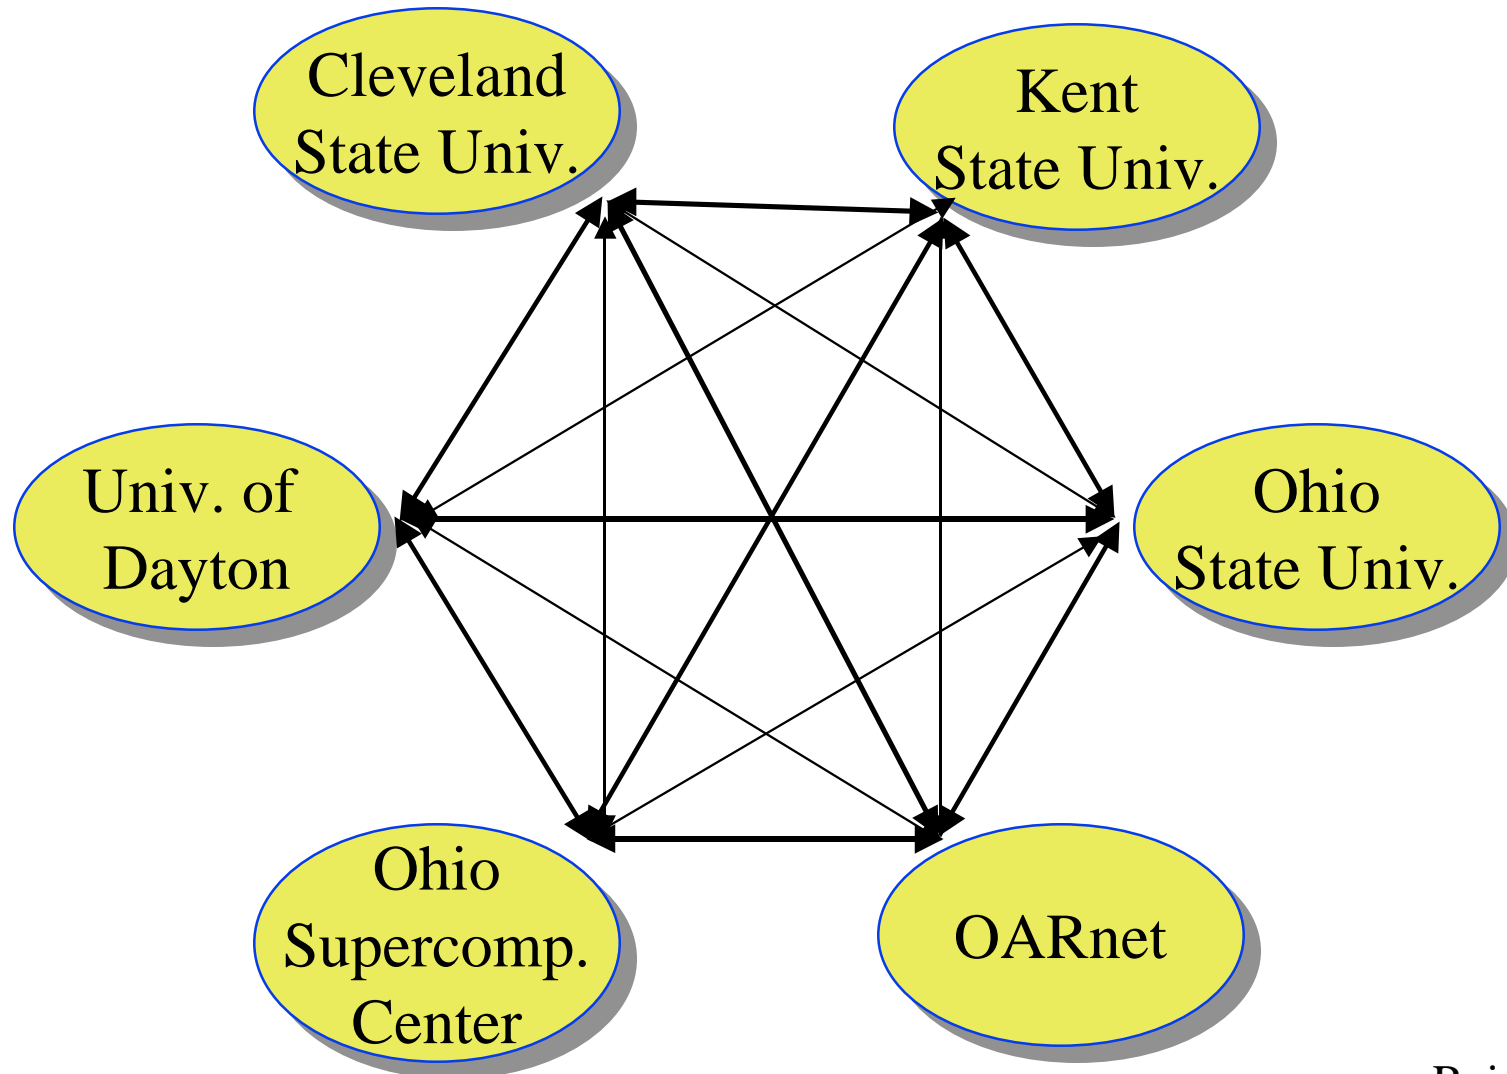 Cleveland
State Univ.
Kent
State Univ.
Univ. of
Dayton
Ohio
State Univ.
Ohio
Supercomp.
Center
OARnet